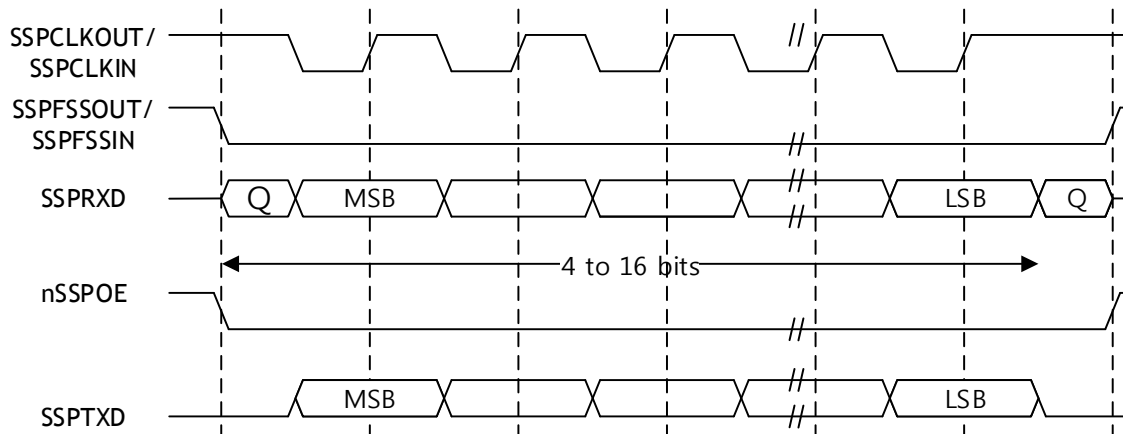 SSPCLKOUT/
SSPCLKIN
SSPFSSOUT/
SSPFSSIN
SSPRXD Q MSB LSB Q
4 to 16 bits
nSSPOE
SSPTXD MSB LSB